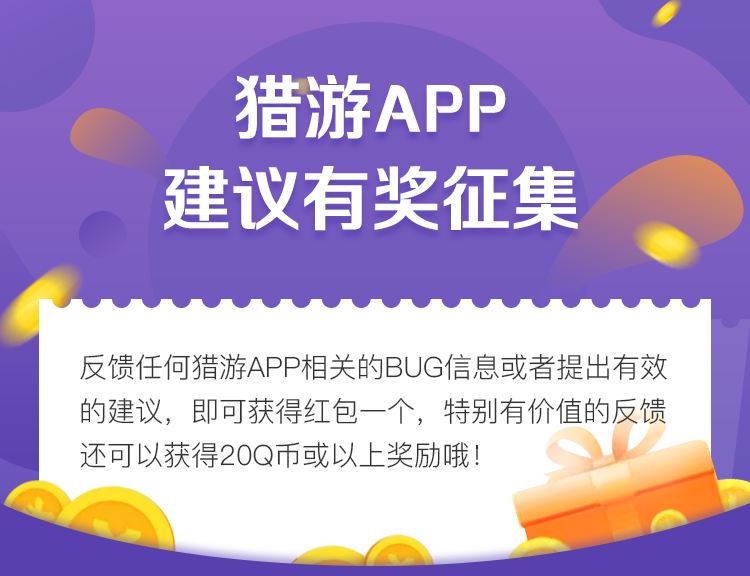 猎游APP
建议有奖征集
反馈任何猎游APP相关的BUG信息或者提出有效
的建议，即可获得红包一个，特别有价值的反馈
还可以获得20Q币或以上奖励哦！